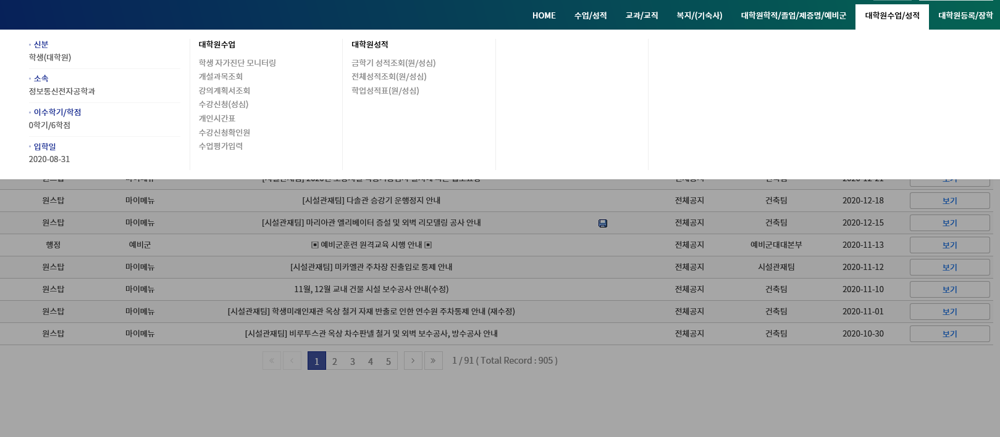 HOME 수업/성적 교과/교직 복지/(기숙사) 대학원학적/졸업/제증명/예비군 대학원수업/성적 대학원등록/장학
신분
학생(대학원)
소속
정보통신전자공학과
이수학기/학점
0학기/6학점
입학일
2020-08-31
대학원수업
학생 자가진단 모니터링
개설과목조회
강의계획서조회
수강신청(성심)
개인시간표
수강신청확인원
수업평가입력
대학원성적
금학기 성적조회(원/성심)
전체성적조회(원/성심)
학업성적표(원/성심)
원스탑 마이메뉴 [시설관재팀] 다솔관 승강기 운행정지 안내 전체공지 건축팀 2020-12-18 보기
원스탑 마이메뉴 [시설관재팀] 마리아관 엘리베이터 증설 및 외벽 리모델링 공사 안내 전체공지 건축팀 2020-12-15 보기
행정 예비군 ▣ 예비군훈련 원격교육 시행 안내 ▣ 전체공지 예비군대대본부 2020-11-13 보기
원스탑 마이메뉴 [시설관재팀] 미카엘관 주차장 진출입로 통제 안내 전체공지 시설관재팀 2020-11-12 보기
원스탑 마이메뉴 11월, 12월 교내 건물 시설 보수공사 안내(수정) 전체공지 건축팀 2020-11-10 보기
원스탑 마이메뉴 [시설관재팀] 학생미래인재관 옥상 철거 자재 반출로 인한 연수원 주차통제 안내 (재수정) 전체공지 건축팀 2020-11-01 보기
원스탑 마이메뉴 [시설관재팀] 비루투스관 옥상 차수판넬 철거 및 외벽 보수공사, 방수공사 안내 전체공지 건축팀 2020-10-30 보기
« ‹ 1 2 3 4 5 › » 1 / 91 ( Total Record : 905 )